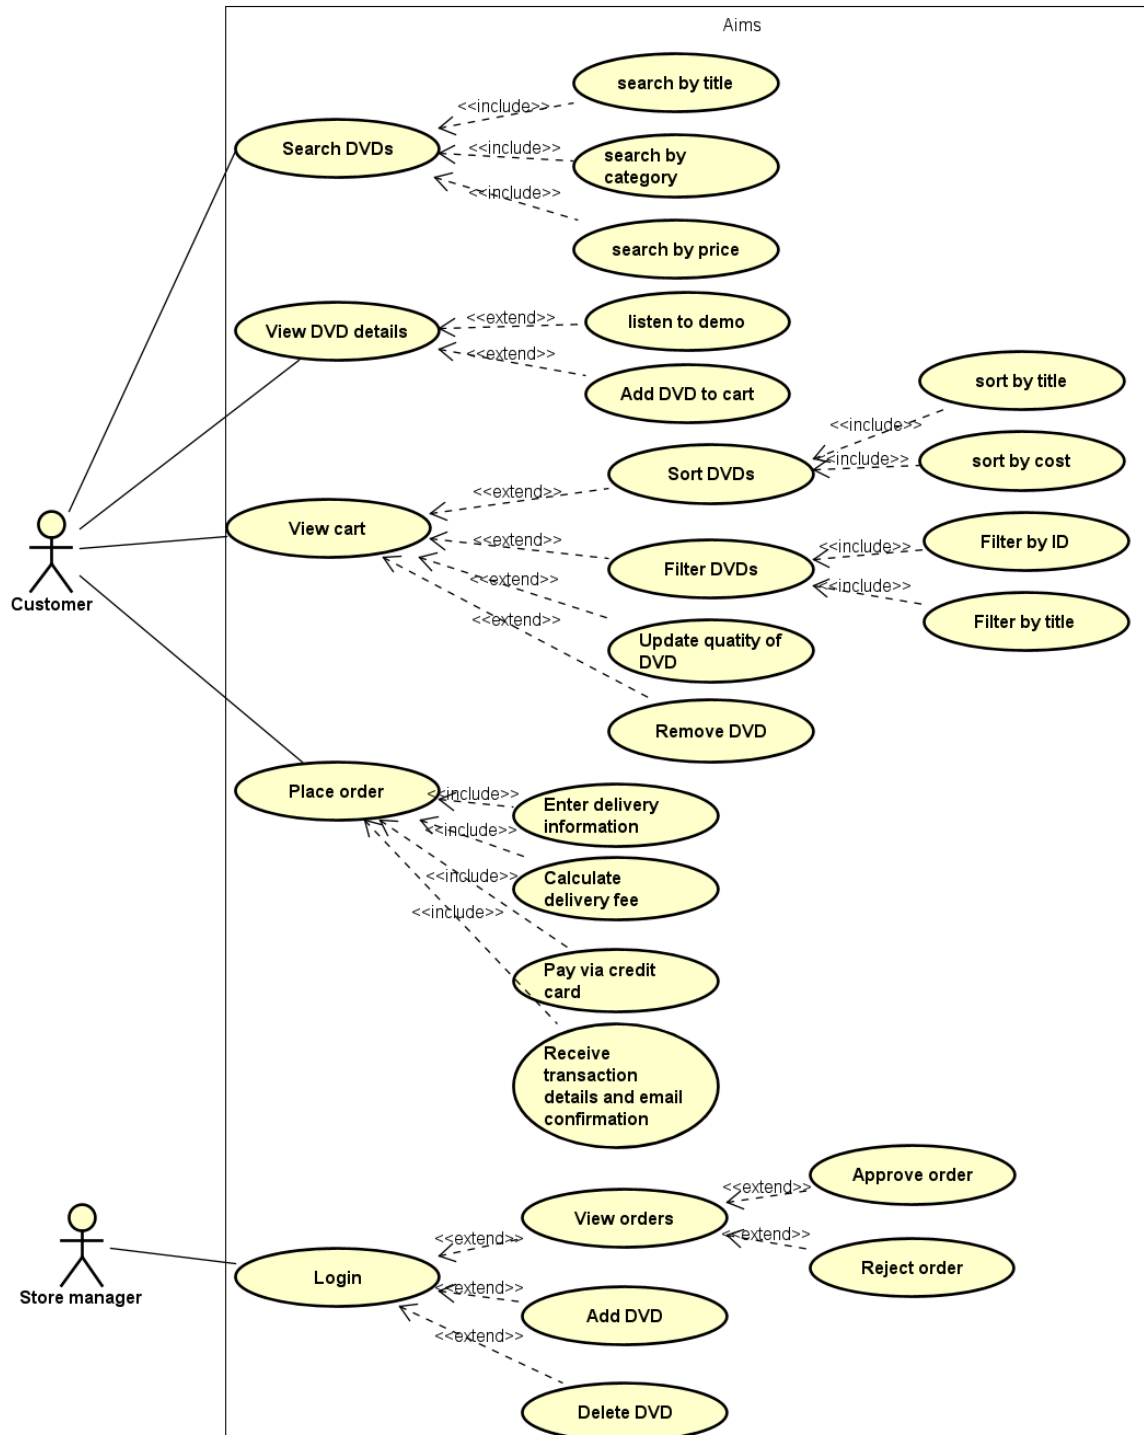 Aims
search by title
<<include>>
Search DVDs
<<include>>
search by
category
<<include>>
search by price
View DVD details
<<extend>>
listen to demo
<<extend>>
Add DVD to cart
sort by title
<<include>>
Sort DVDs
<<include>>
sort by cost
<<extend>>
View cart
<<extend>>
Filter DVDs
<<include>>
Filter by ID
<<extend>>
<<include>>
Filter by title
<<extend>>
Update quatity of
DVD
Remove DVD
Customer
Place order
<<include>>
Enter delivery
information
<<include>>
Calculate
delivery fee
<<include>>
<<include>>
Pay via credit
card
Receive
transaction
details and email
confirmation
Approve order
<<extend>>
View orders
<<extend>>
Reject order
<<extend>>
Login
Store manager
<<extend>>
Add DVD
<<extend>>
Delete DVD